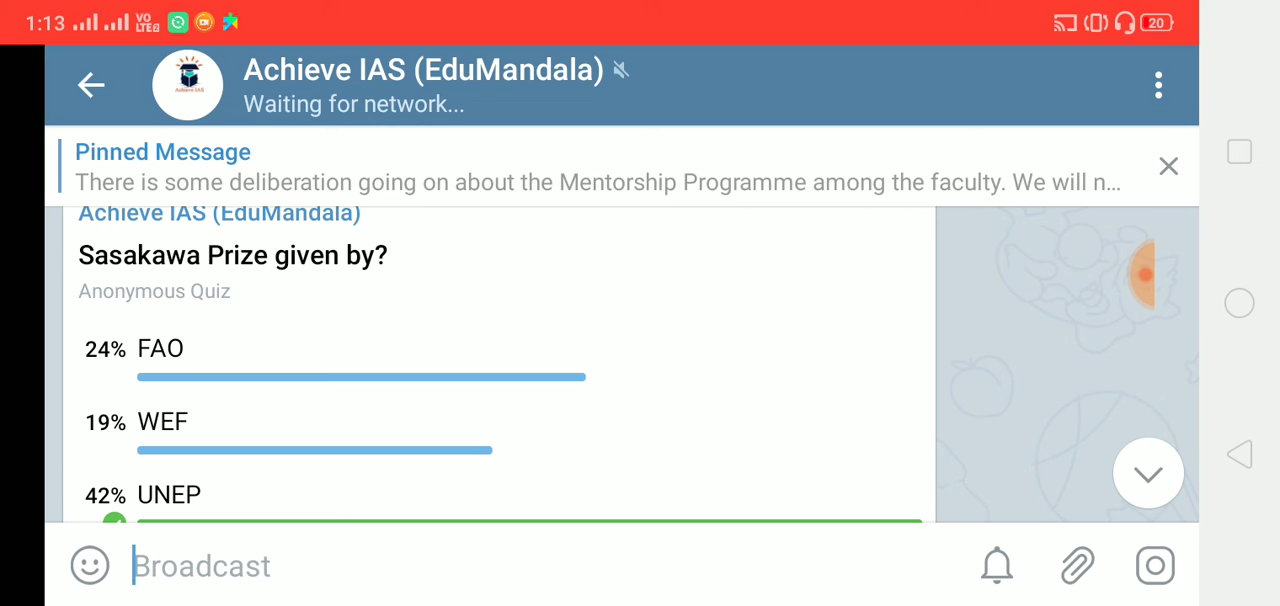 1:13 VO LTE2 20
Achieve IAS (EduMandala)
Waiting for network...
Pinned Message
There is some deliberation going on about the Mentorship Programme among the faculty. We will n...
Achieve IAS (EduMandala)
Sasakawa Prize given by?
Anonymous Quiz
24% FAO
19% WEF
42% UNEP
Broadcast